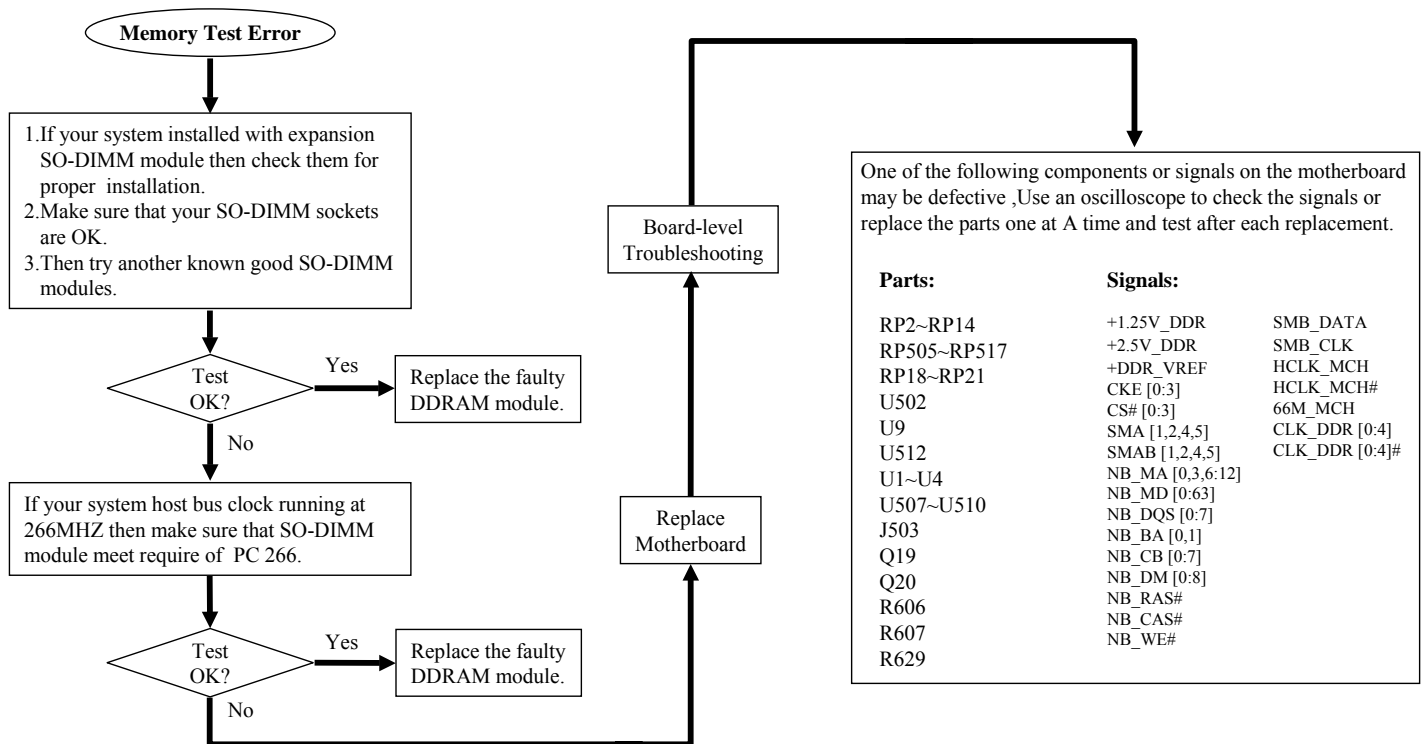 Memory Test Error
1.If your system installed with expansion
SO-DIMM module then check them for
proper installation.
2.Make sure that your SO-DIMM sockets
are OK.
3.Then try another known good SO-DIMM
modules.
Test
OK?
Yes
Replace the faulty
DDRAM module.
No
If your system host bus clock running at
266MHZ then make sure that SO-DIMM
module meet require of PC 266.
Test
OK?
Yes
Replace the faulty
DDRAM module.
No
Replace
Motherboard
Board-level
Troubleshooting
One of the following components or signals on the motherboard
may be defective ,Use an oscilloscope to check the signals or
replace the parts one at A time and test after each replacement.
Parts:
RP2~RP14
RP505~RP517
RP18~RP21
U502
U9
U512
U1~U4
U507~U510
J503
Q19
Q20
R606
R607
R629
Signals:
+1.25V_DDR
+2.5V_DDR
+DDR_VREF
CKE [0:3]
CS# [0:3]
SMA [1,2,4,5]
SMAB [1,2,4,5]
NB_MA [0,3,6:12]
NB_MD [0:63]
NB_DQS [0:7]
NB_BA [0,1]
NB_CB [0:7]
NB_DM [0:8]
NB_RAS#
NB_CAS#
NB_WE#
SMB_DATA
SMB_CLK
HCLK_MCH
HCLK_MCH#
66M_MCH
CLK_DDR [0:4]
CLK_DDR [0:4]#